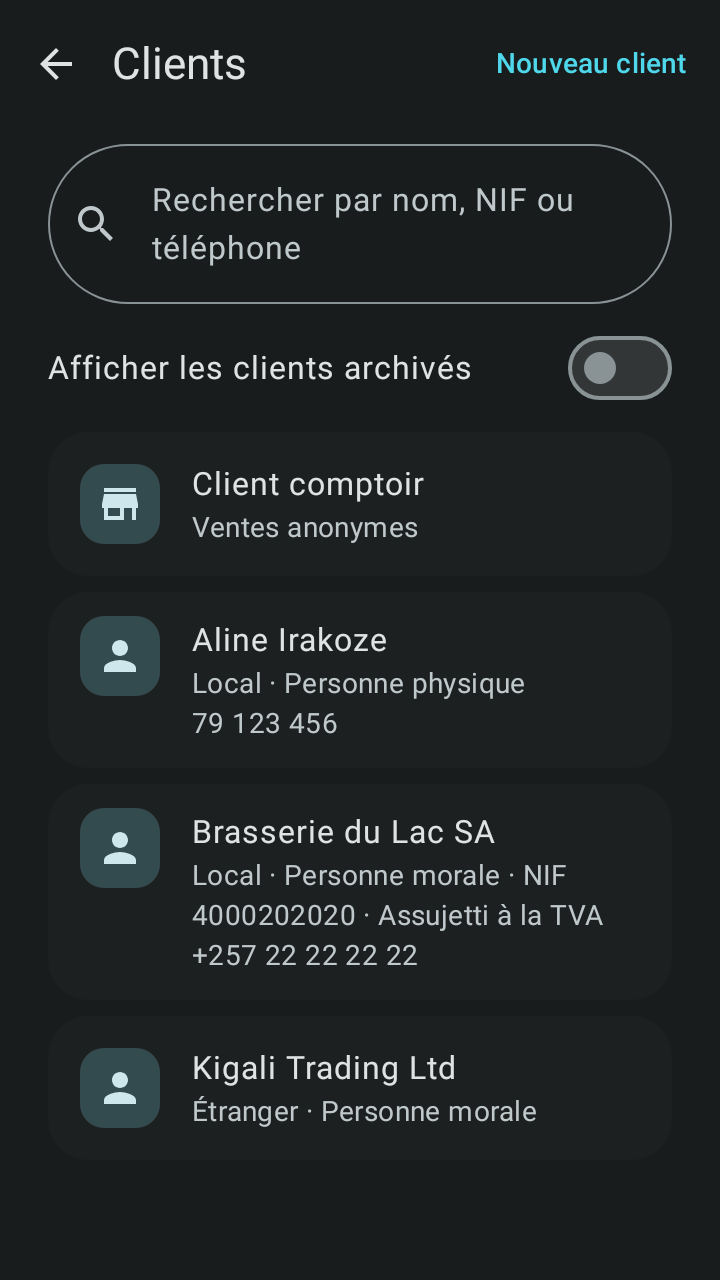 Clients
Nouveau client
Rechercher par nom, NIF ou
téléphone
Afficher les clients archivés
Client comptoir
Ventes anonymes
Aline Irakoze
Local · Personne physique
79 123 456
Brasserie du Lac SA
Local · Personne morale · NIF
4000202020 · Assujetti à la TVA
+257 22 22 22 22
Kigali Trading Ltd
Étranger · Personne morale